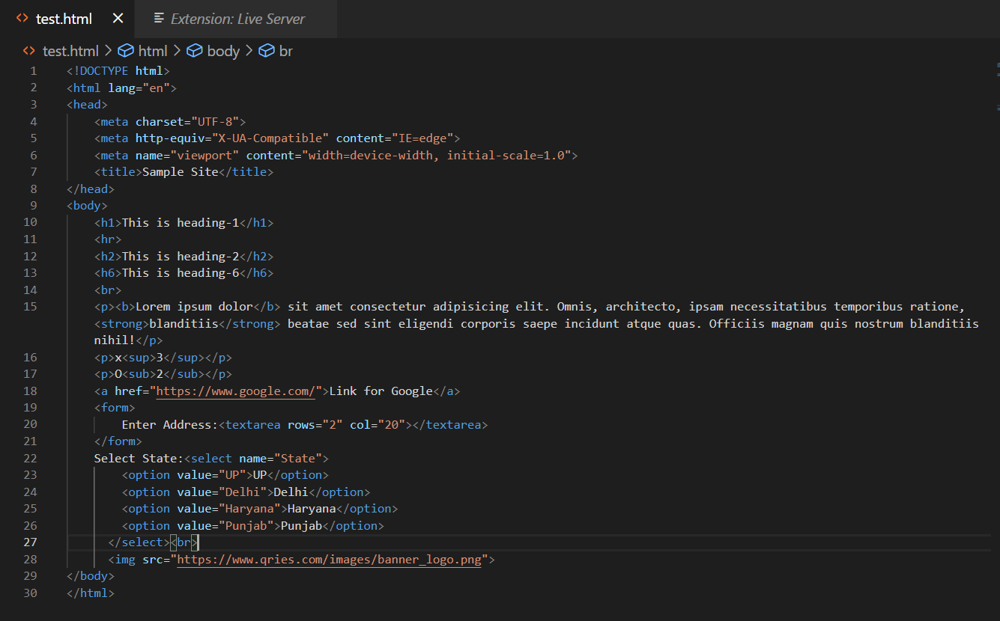 test.html
Extension: Live Server
test.html > html > body > br
1 <!DOCTYPE html>
2 <html lang="en">
3 <head>
4 <meta charset="UTF-8">
5 <meta http-equiv="X-UA-Compatible" content="IE=edge">
6 <meta name="viewport" content="width=device-width, initial-scale=1.0">
7 <title>Sample Site</title>
8 </head>
9 <body>
10 <h1>This is heading-1</h1>
11 <hr>
12 <h2>This is heading-2</h2>
13 <h6>This is heading-6</h6>
14 <br>
15 <p><b>Lorem ipsum dolor</b> sit amet consectetur adipisicing elit. Omnis, architecto, ipsam necessitatibus temporibus ratione,
<strong>blanditiis</strong> beatae sed sint eligendi corporis saepe incidunt atque quas. Officiis magnam quis nostrum blanditiis
nihil!</p>
16 <p>x<sup>3</sup></p>
17 <p>O<sub>2</sub></p>
18 <a href="https://www.google.com/">Link for Google</a>
19 <form>
20 Enter Address:<textarea rows="2" col="20"></textarea>
21 </form>
22 Select State:<select name="State">
23 <option value="UP">UP</option>
24 <option value="Delhi">Delhi</option>
25 <option value="Haryana">Haryana</option>
26 <option value="Punjab">Punjab</option>
27 </select><br>
28 <img src="https://www.qries.com/images/banner_logo.png">
29 </body>
30 </html>